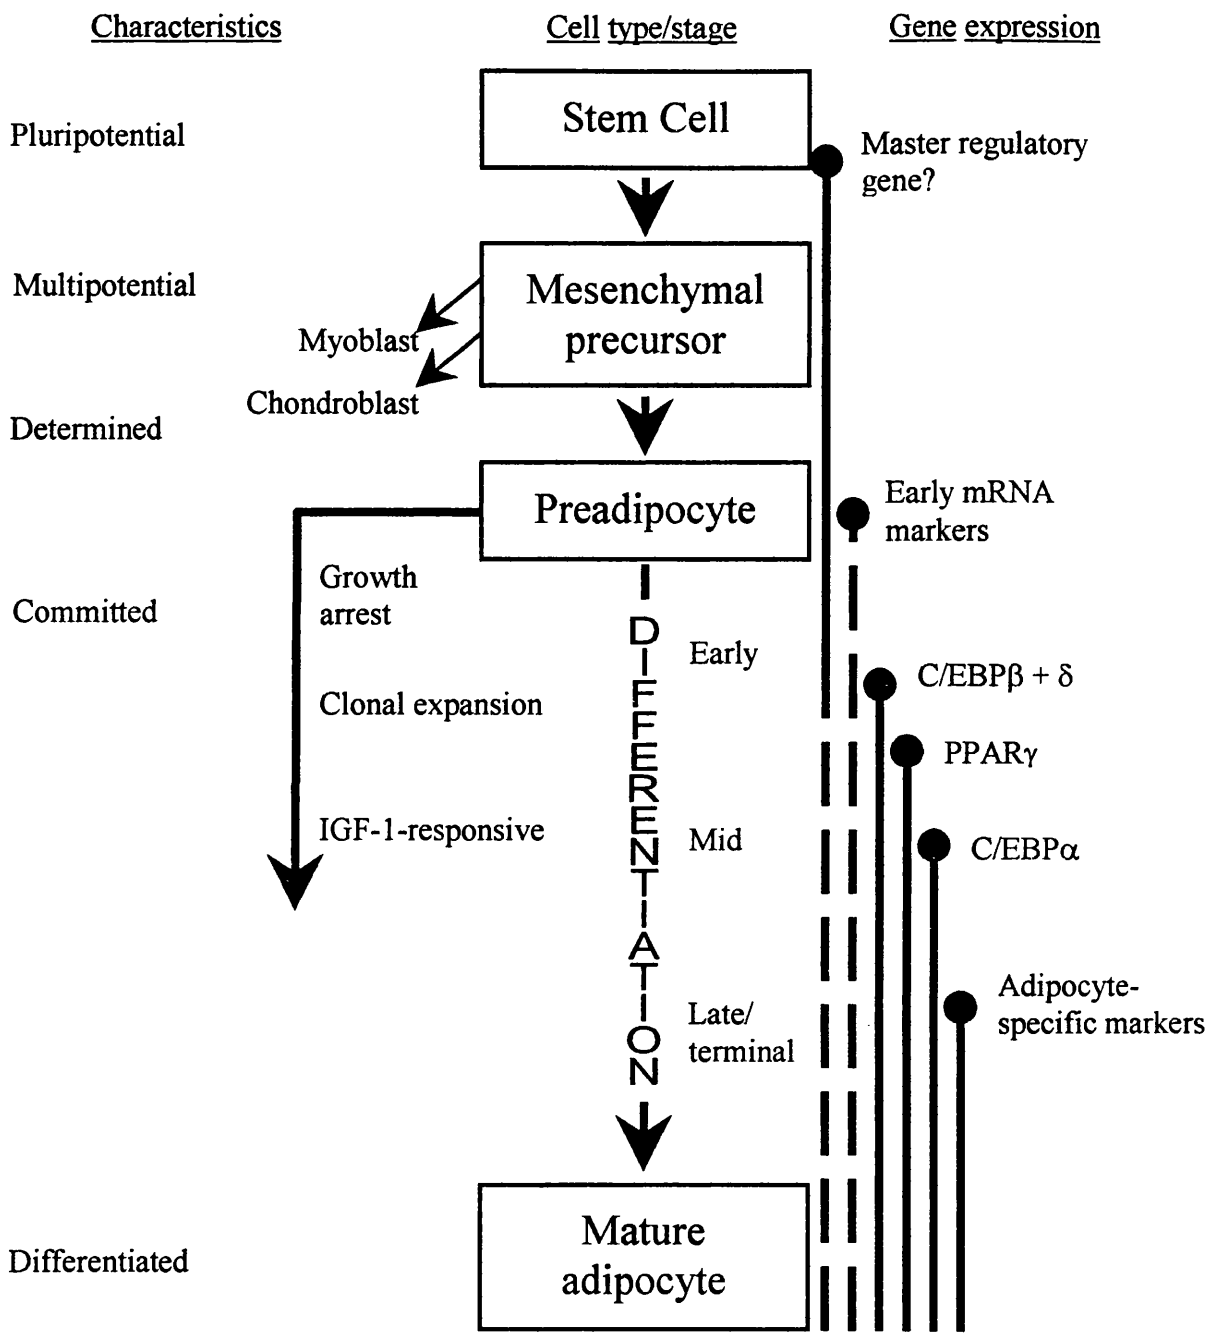 Characteristics
Cell type/stage
Gene expression
Pluripotential
Stem Cell
Master regulatory
gene?
Multipotential
Mesenchymal
precursor
Myoblast
Chondroblast
Determined
Preadipocyte
Early mRNA
markers
Growth
arrest
Committed
DIFFERENTIATION
Early
C/EBPβ + δ
Clonal expansion
PPARγ
IGF-1-responsive
Mid
C/EBPα
Adipocyte-
specific markers
Late/
terminal
Mature
adipocyte
Differentiated